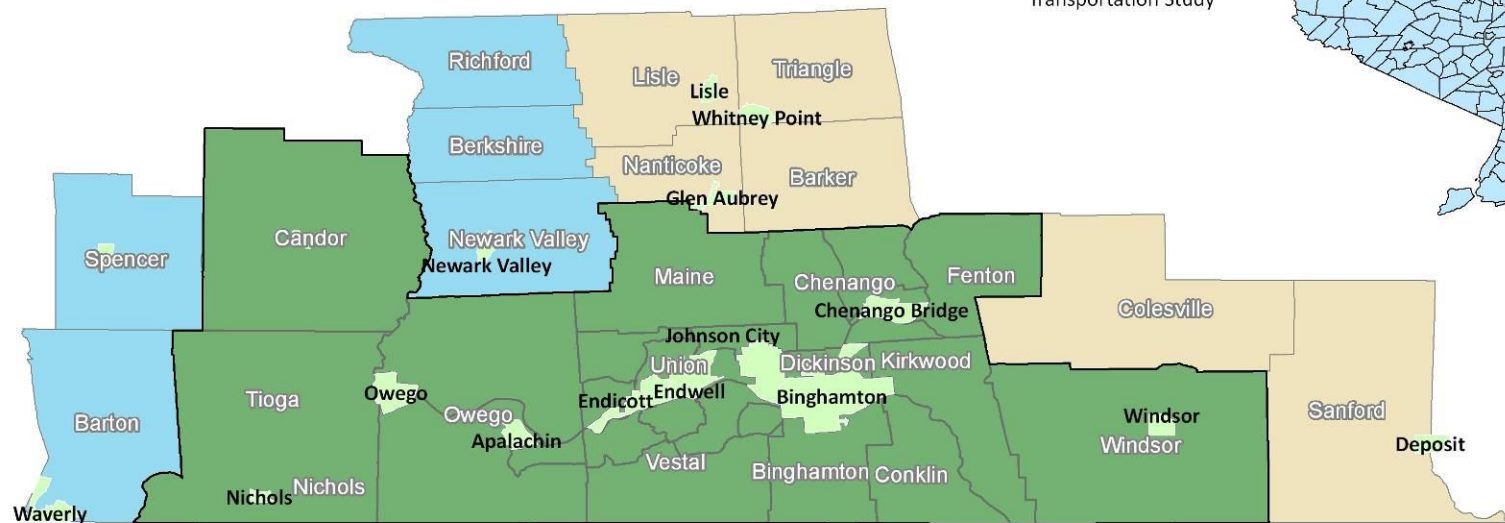 Transportation Study
Richford
Lisle
Triangle
Lisle
Whitney Point
Berkshire
Nanticoke
Barker
Glen Aubrey
Candor
Spencer
Newark Valley
Newark Valley
Maine
Chenango
Fenton
Chenango Bridge
Colesville
Johnson City
Union
Dickinson
Kirkwood
Tioga
Owego
Owego
Endicott
Endwell
Binghamton
Apalachin
Barton
Windsor
Windsor
Sanford
Deposit
Vestal
Binghamton
Conklin
Nichols
Nichols
Waverly